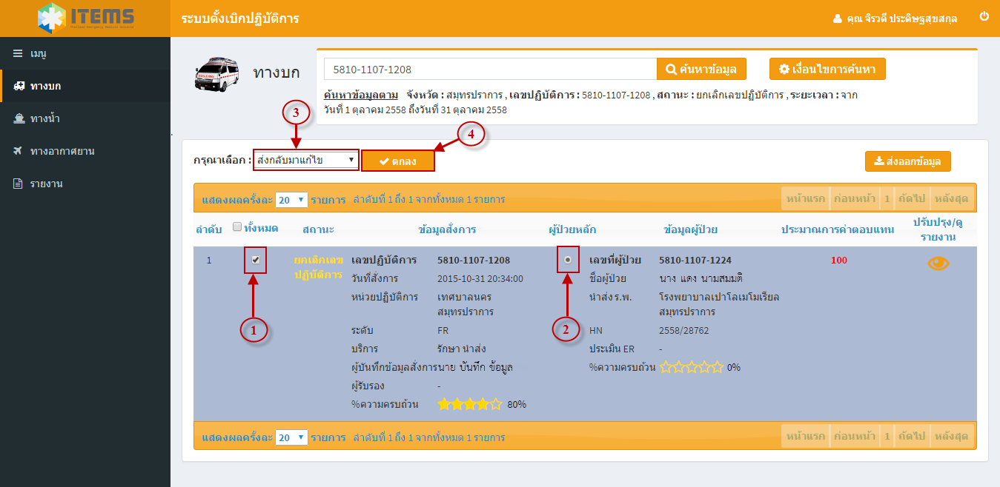 ITEMS
ระบบตั้งเบิกปฏิบัติการ
คุณ จิรวดี ประดิษฐสุขสกุล
เมนู
ทางบก
ทางน้ำ
ทางอากาศยาน
รายงาน
ทางบก
5810-1107-1208
ค้นหาข้อมูล
เงื่อนไขการค้นหา
ค้นหาข้อมูลตาม จังหวัด : สมุทรปราการ , เลขปฏิบัติการ : 5810-1107-1208 , สถานะ : ยกเลิกเลขปฏิบัติการ , ระยะเวลา : จาก
วันที่ 1 ตุลาคม 2558 ถึงวันที่ 31 ตุลาคม 2558
3
4
กรุณาเลือก : ส่งกลับมาแก้ไข
ตกลง
ส่งออกข้อมูล
แสดงผลครั้งละ 20 รายการ ลำดับที่ 1 ถึง 1 จากทั้งหมด 1 รายการ
หน้าแรก ก่อนหน้า 1 ถัดไป หลังสุด
ลำดับ ทั้งหมด สถานะ ข้อมูลสั่งการ ผู้ป่วยหลัก ข้อมูลผู้ป่วย ประมาณการค่าตอบแทน ปรับปรุง/ดู
รายงาน
1 ยกเลิกเลข เลขปฏิบัติการ 5810-1107-1208 เลขที่ผู้ป่วย 5810-1107-1224 100
ปฏิบัติการ วันที่สั่งการ 2015-10-31 20:34:00 ชื่อผู้ป่วย นาง แดง นามสมมติ
หน่วยปฏิบัติการ เทศบาลนคร นำส่ง ร.พ. โรงพยาบาลเปาโลเมโมเรียล
สมุทรปราการ สมุทรปราการ
1
2
ระดับ FR HN 2558/28762
บริการ รักษา นำส่ง ประเมิน ER -
ผู้บันทึกข้อมูลสั่งการ นาย บันทึก ข้อมูล %ความครบถ้วน 0%
ผู้รับรอง -
%ความครบถ้วน 80%
แสดงผลครั้งละ 20 รายการ ลำดับที่ 1 ถึง 1 จากทั้งหมด 1 รายการ
หน้าแรก ก่อนหน้า 1 ถัดไป หลังสุด